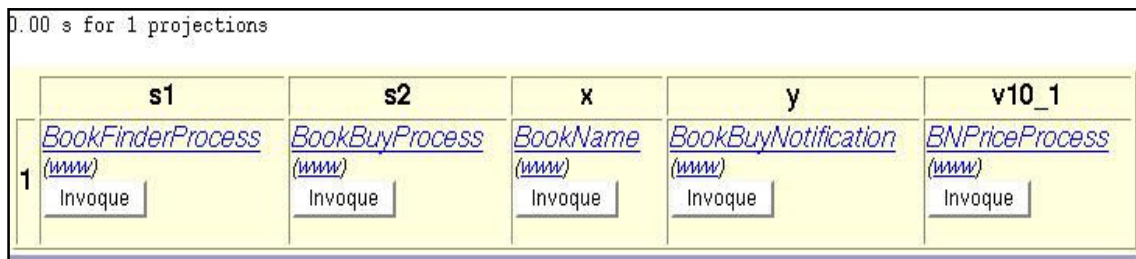 0.00 s for 1 projections
s1 s2 x y v10_1
1 BookFinderProcess BookBuyProcess BookName BookBuyNotification BNPriceProcess
(www) (www) (www) (www) (www)
Invoque Invoque Invoque Invoque Invoque